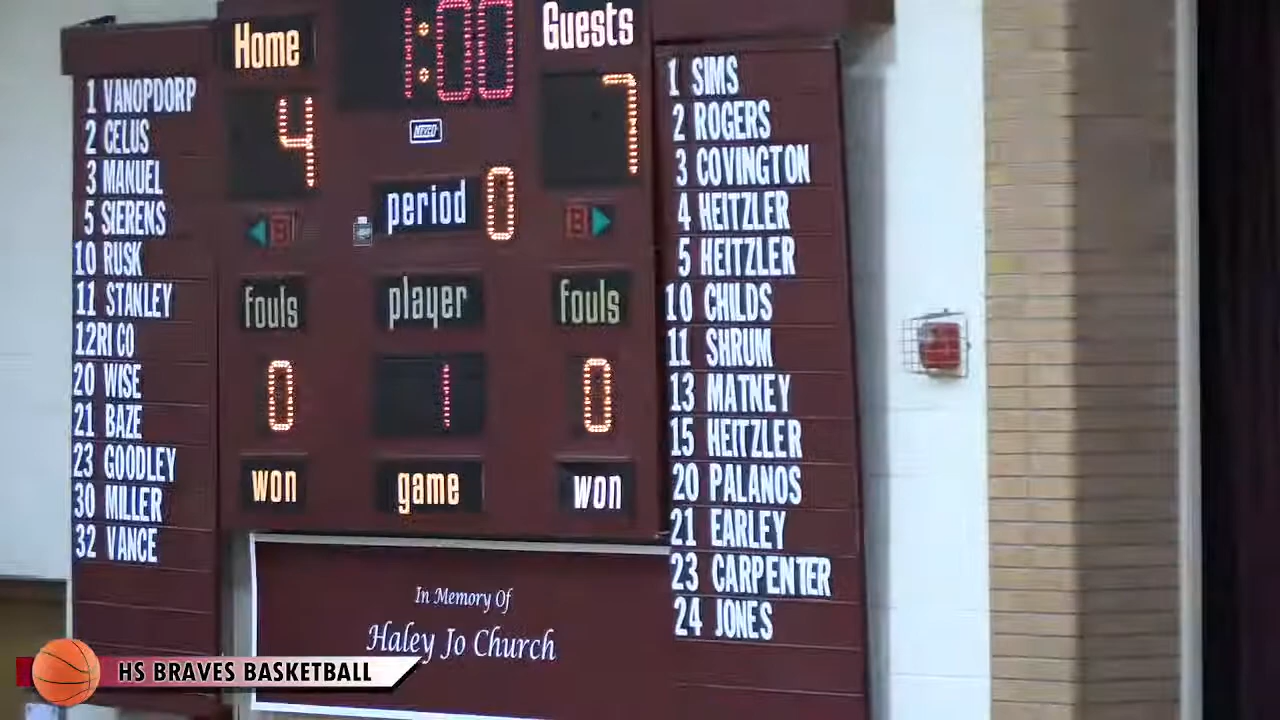 Home
1:00
Guests
4
7
NEVCO
period 0
B
B
fouls
player
fouls
0
1
0
won
game
won
1 VANOPDORP
2 CELUS
3 MANUEL
5 SIERENS
10 RUSK
11 STANLEY
12RI CO
20 WISE
21 BAZE
23 GOODLEY
30 MILLER
32 VANCE
1 SIMS
2 ROGERS
3 COVINGTON
4 HEITZLER
5 HEITZLER
10 CHILDS
11 SHRUM
13 MATNEY
15 HEITZLER
20 PALANOS
21 EARLEY
23 CARPENTER
24 JONES
In Memory Of
Haley Jo Church
HS BRAVES BASKETBALL